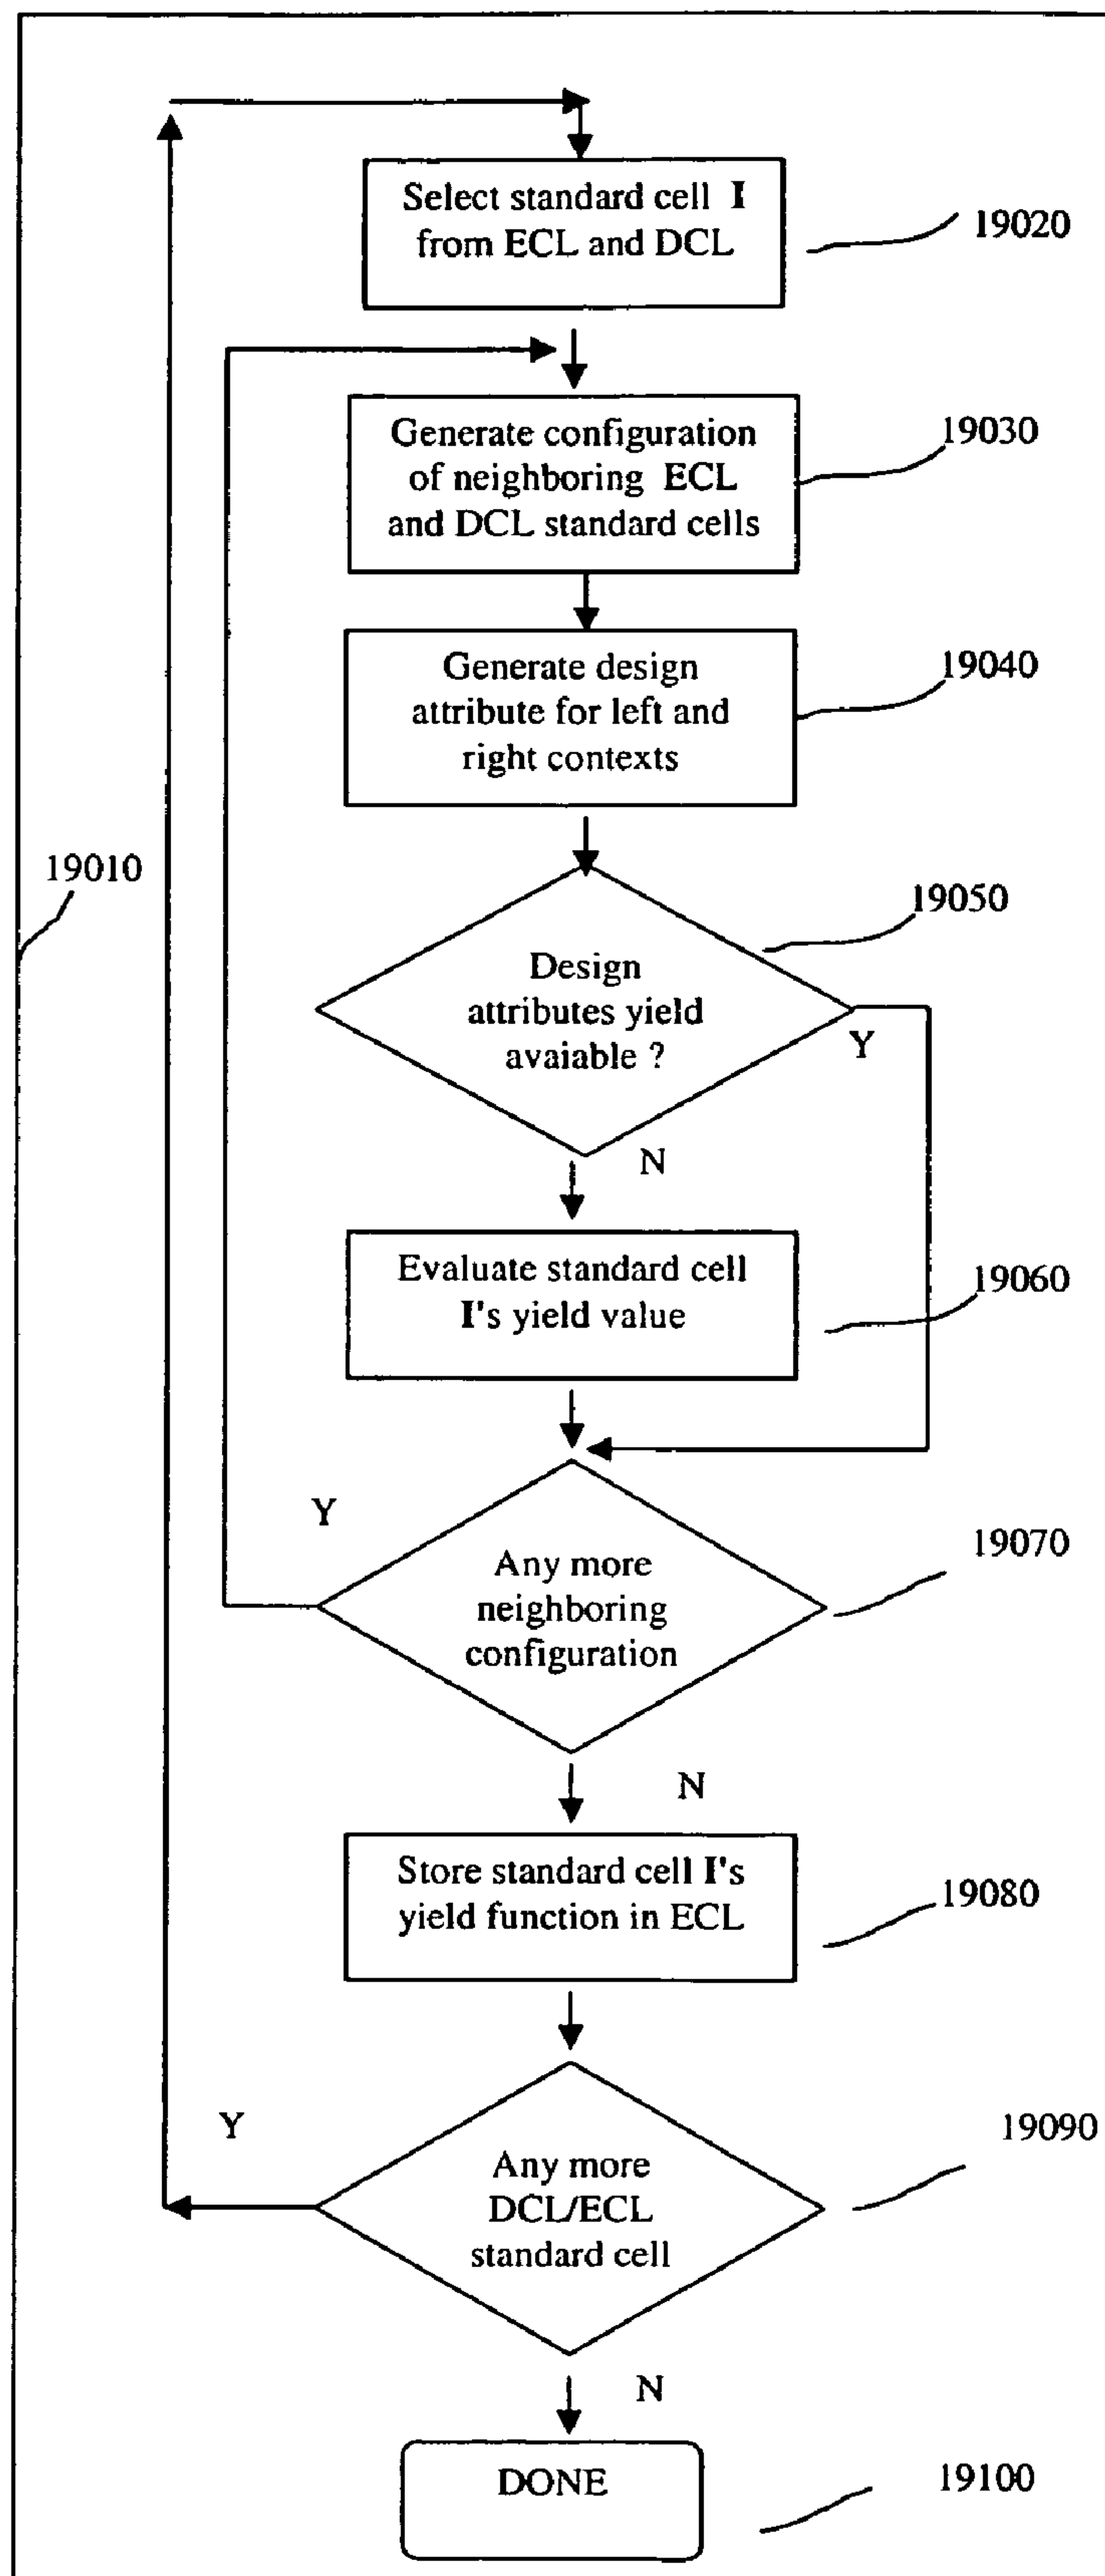 Select standard cell I
from ECL and DCL
19020
Generate configuration
of neighboring ECL
and DCL standard cells
19030
Generate design
attribute for left and
right contexts
19040
19010
Design
attributes yield
avaiable ?
19050
Y
N
Evaluate standard cell
I's yield value
19060
Y
Any more
neighboring
configuration
19070
N
Store standard cell I's
yield function in ECL
19080
Y
Any more
DCL/ECL
standard cell
19090
N
DONE
19100